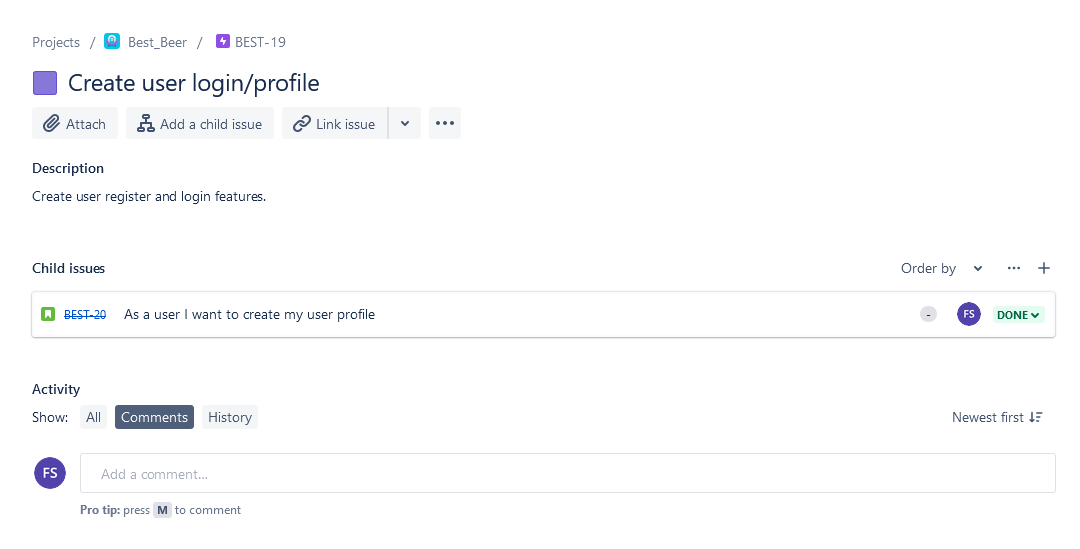 Projects / Best_Beer / BEST-19
Create user login/profile
Attach Add a child issue Link issue
Description
Create user register and login features.
Child issues Order by
BEST-20 As a user I want to create my user profile - FS DONE
Activity
Show: All Comments History Newest first
FS Add a comment...
Pro tip: press M to comment